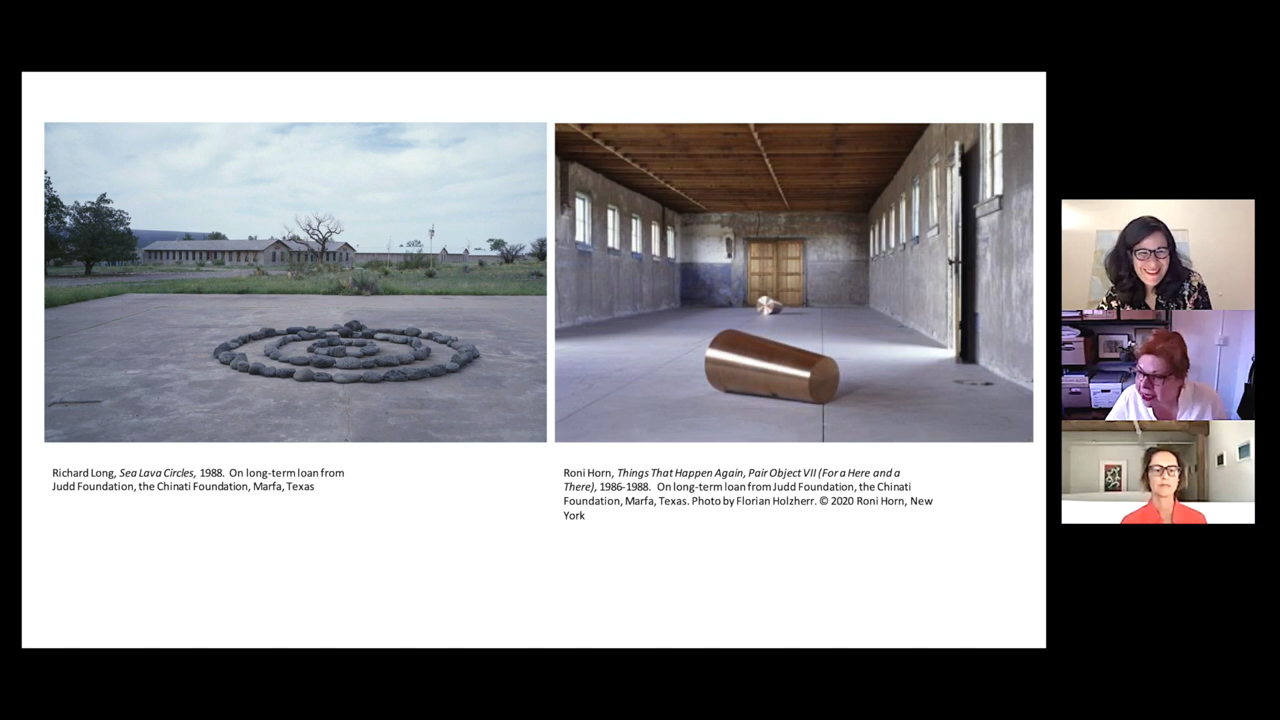 Richard Long, Sea Lava Circles, 1988. On long-term loan from
Judd Foundation, the Chinati Foundation, Marfa, Texas
Roni Horn, Things That Happen Again, Pair Object VII (For a Here and a
There), 1986-1988. On long-term loan from Judd Foundation, the Chinati
Foundation, Marfa, Texas. Photo by Florian Holzherr. © 2020 Roni Horn, New
York